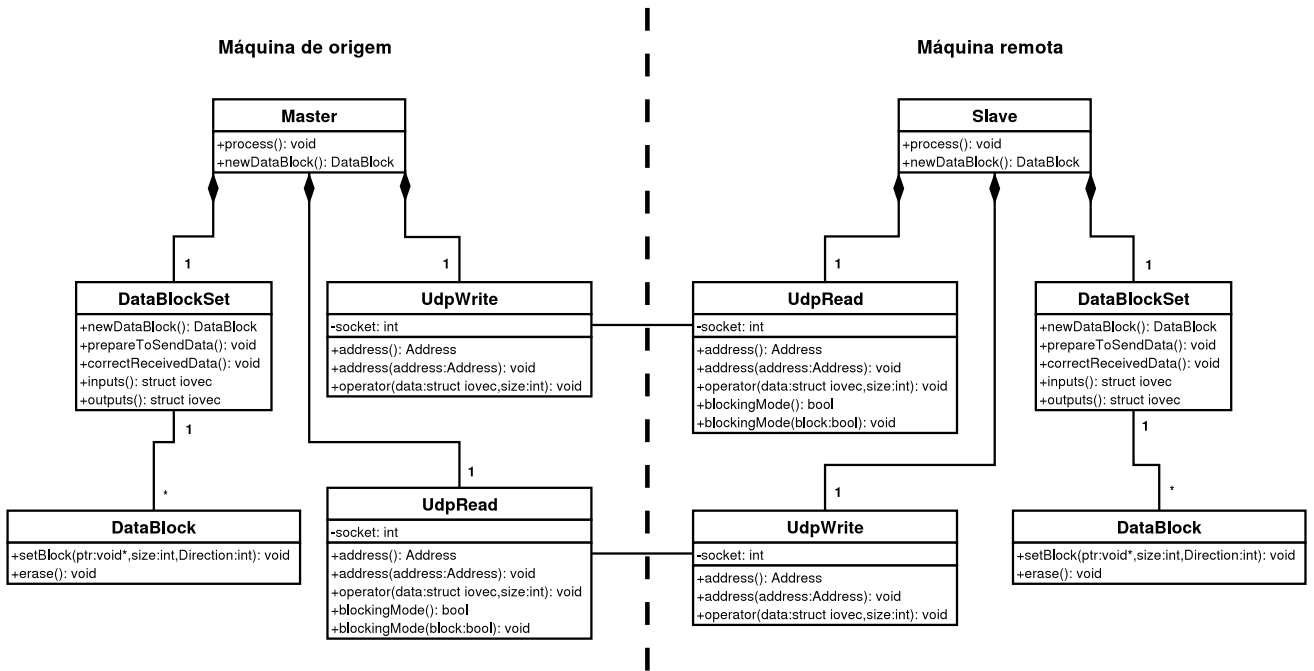 Máquina de origem
Máquina remota
Master
+process(): void
+newDataBlock(): DataBlock
Slave
+process(): void
+newDataBlock(): DataBlock
1
1
1
1
DataBlockSet
+newDataBlock(): DataBlock
+prepareToSendData(): void
+correctReceivedData(): void
+inputs(): struct iovec
+outputs(): struct iovec
UdpWrite
-socket: int
+address(): Address
+address(address:Address): void
+operator(data:struct iovec,size:int): void
UdpRead
-socket: int
+address(): Address
+address(address:Address): void
+operator(data:struct iovec,size:int): void
+blockingMode(): bool
+blockingMode(block:bool): void
DataBlockSet
+newDataBlock(): DataBlock
+prepareToSendData(): void
+correctReceivedData(): void
+inputs(): struct iovec
+outputs(): struct iovec
1
*
1
1
1
*
DataBlock
+setBlock(ptr:void*,size:int,Direction:int): void
+erase(): void
UdpRead
-socket: int
+address(): Address
+address(address:Address): void
+operator(data:struct iovec,size:int): void
+blockingMode(): bool
+blockingMode(block:bool): void
UdpWrite
-socket: int
+address(): Address
+address(address:Address): void
+operator(data:struct iovec,size:int): void
DataBlock
+setBlock(ptr:void*,size:int,Direction:int): void
+erase(): void